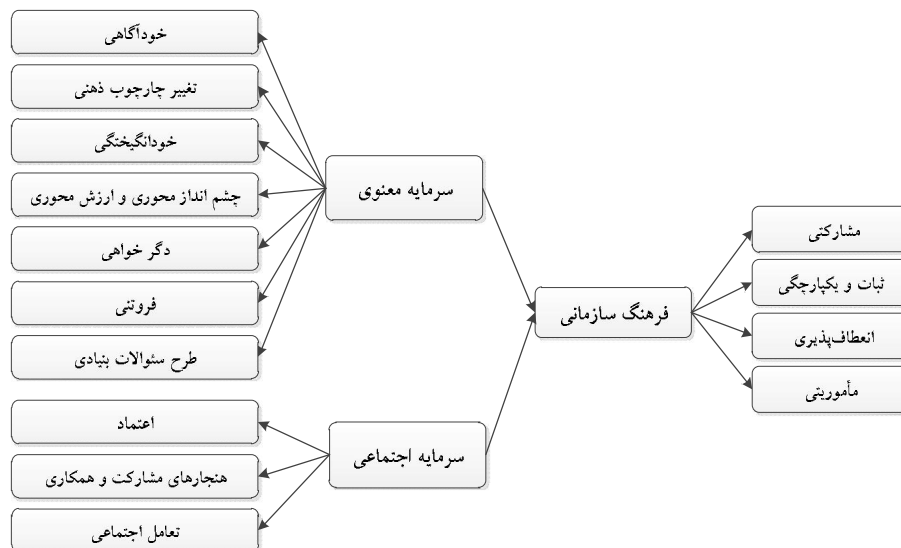 خودآگاهی
تغییر چارچوب ذهنی
خودانگیختگی
چشم انداز محوری و ارزش محوری
دگر خواهی
فروتنی
طرح سئوالات بنیادی
اعتماد
هنجارهای مشارکت و همکاری
تعامل اجتماعی
سرمایه معنوی
سرمایه اجتماعی
فرهنگ سازمانی
مشارکتی
ثبات و یکپارچگی
انعطاف‌پذیری
مأموریتی